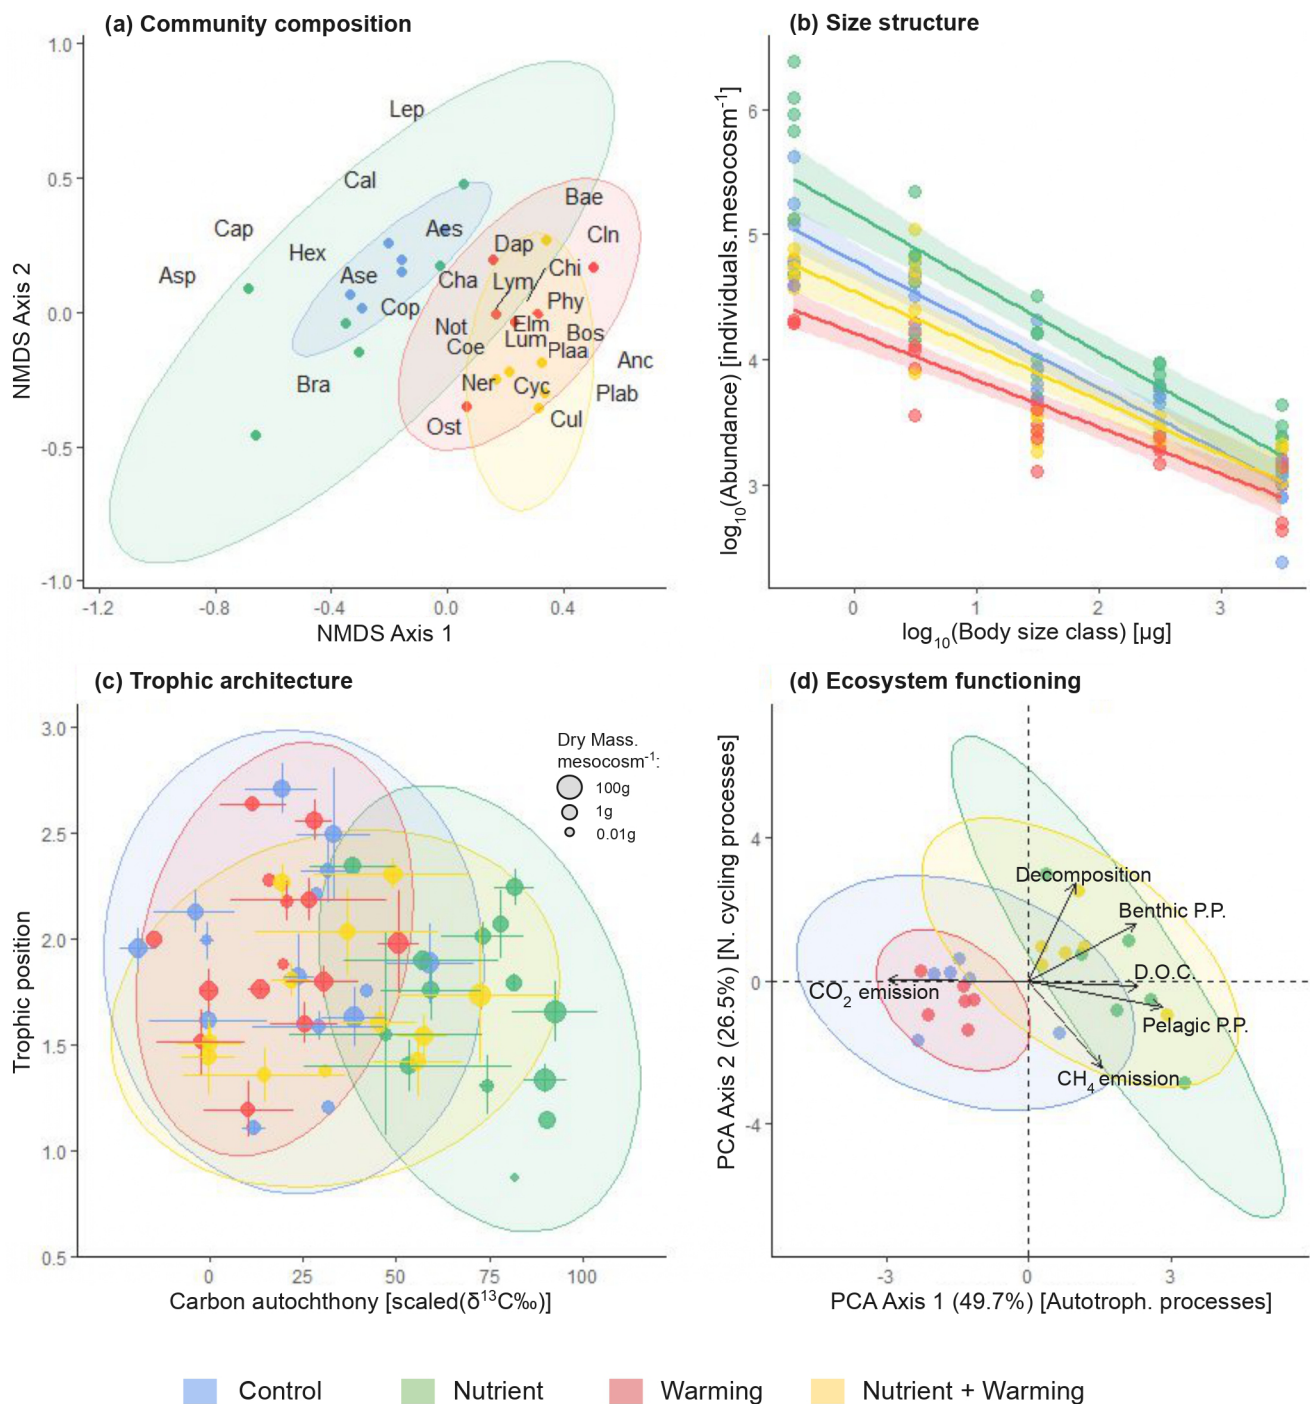 (a) Community composition
1.0
0.5
0.0
-0.5
-1.0
NMDS Axis 2
Lep
Cal
Cap
Asp
Hex
Aes
Ase
Cop
Bra
Bae
Cln
Dap
Cha
Lym
Chi
Phy
Not
Elm
Bos
Coe
Lum
Plaa
Anc
Ner
Cyc
Plab
Ost
Cul
-1.2 -0.8 -0.4 0.0 0.4
NMDS Axis 1
(b) Size structure
6
5
4
3
log10(Abundance) [individuals.mesocosm-1]
0 1 2 3
log10(Body size class) [µg]
(c) Trophic architecture
3.0
2.5
2.0
1.5
1.0
0.5
Trophic position
Dry Mass.
mesocosm-1:
100g
1g
0.01g
0 25 50 75 100
Carbon autochthony [scaled(δ13C‰)]
(d) Ecosystem functioning
4
0
-4
PCA Axis 2 (26.5%) [N. cycling processes]
Decomposition
Benthic P.P.
D.O.C.
CO2 emission
Pelagic P.P.
CH4 emission
-3 0 3
PCA Axis 1 (49.7%) [Autotroph. processes]
Control Nutrient Warming Nutrient + Warming